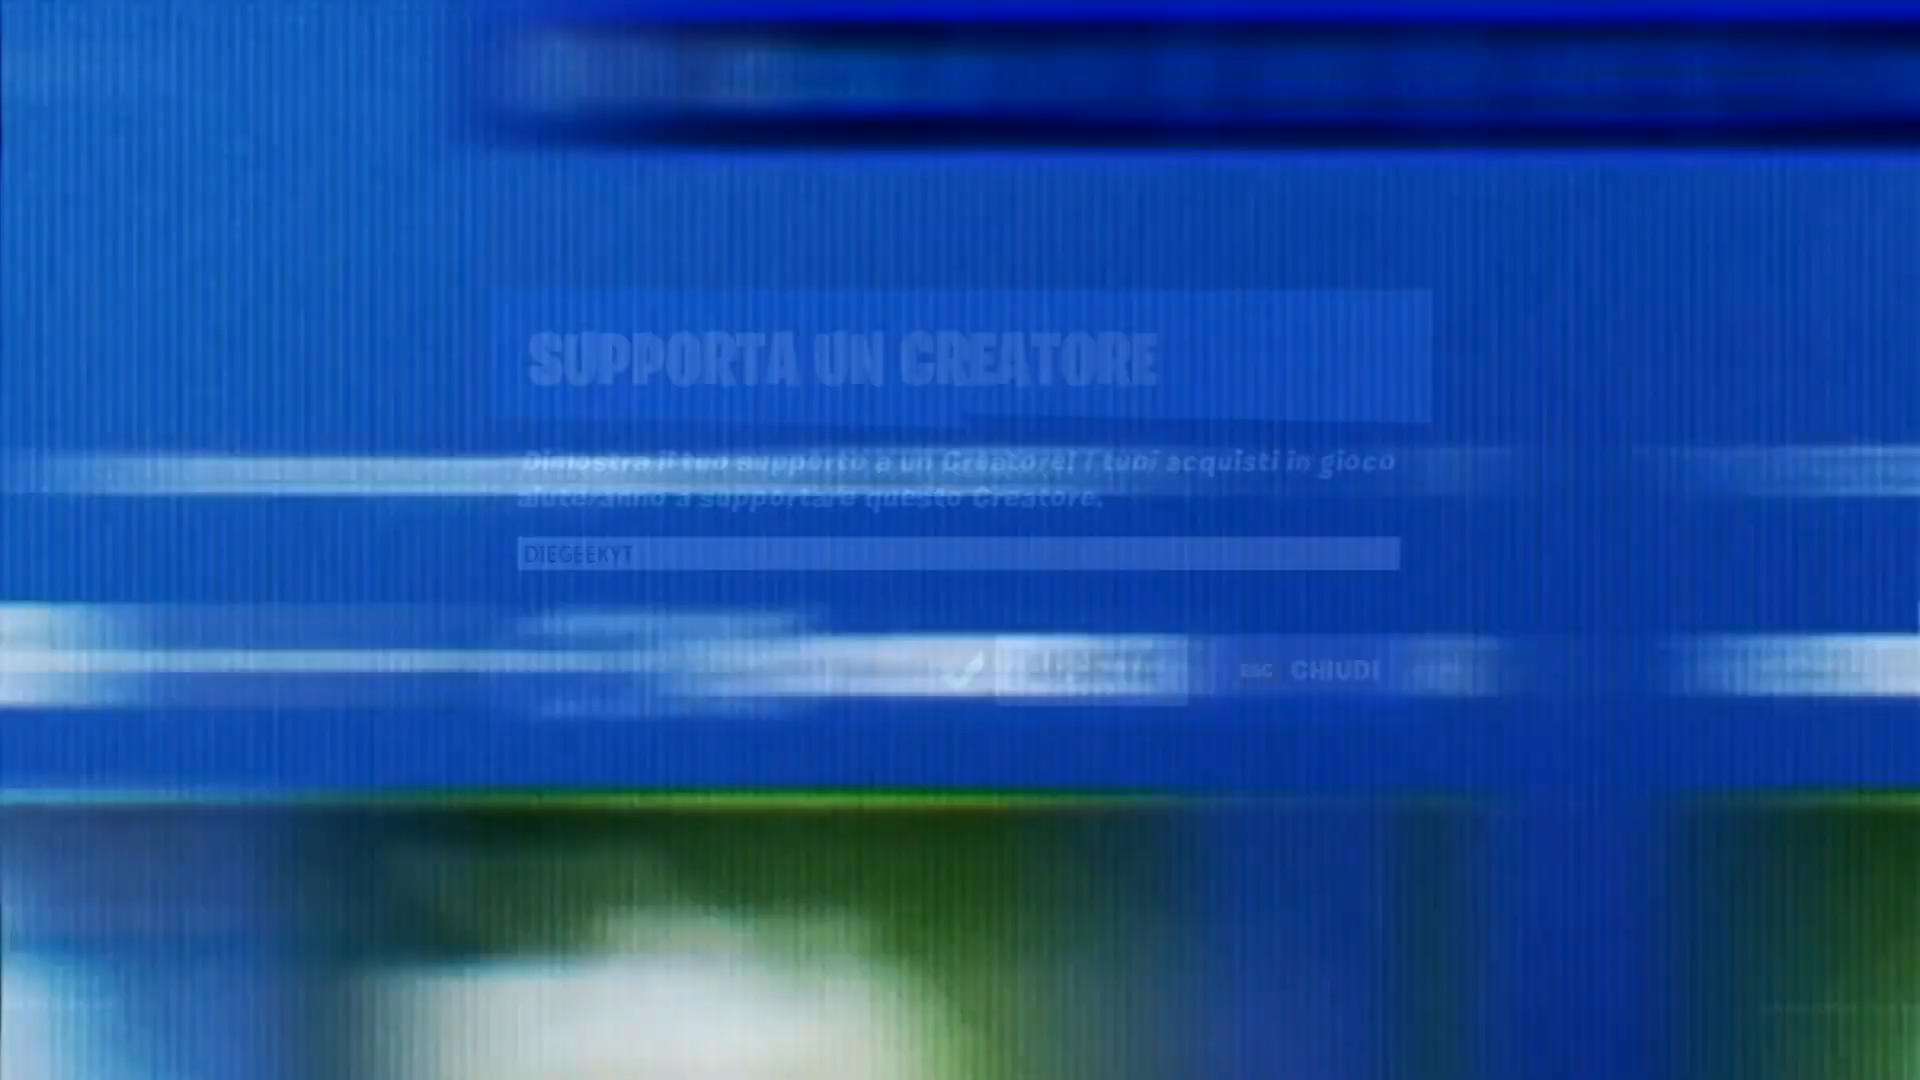 SUPPORTA UN CREATORE
Dimostra il tuo supporto a un Creatore! I tuoi acquisti in gioco
aiuteranno a supportare questo Creatore.
DIEGEEKYT
ESC CHIUDI